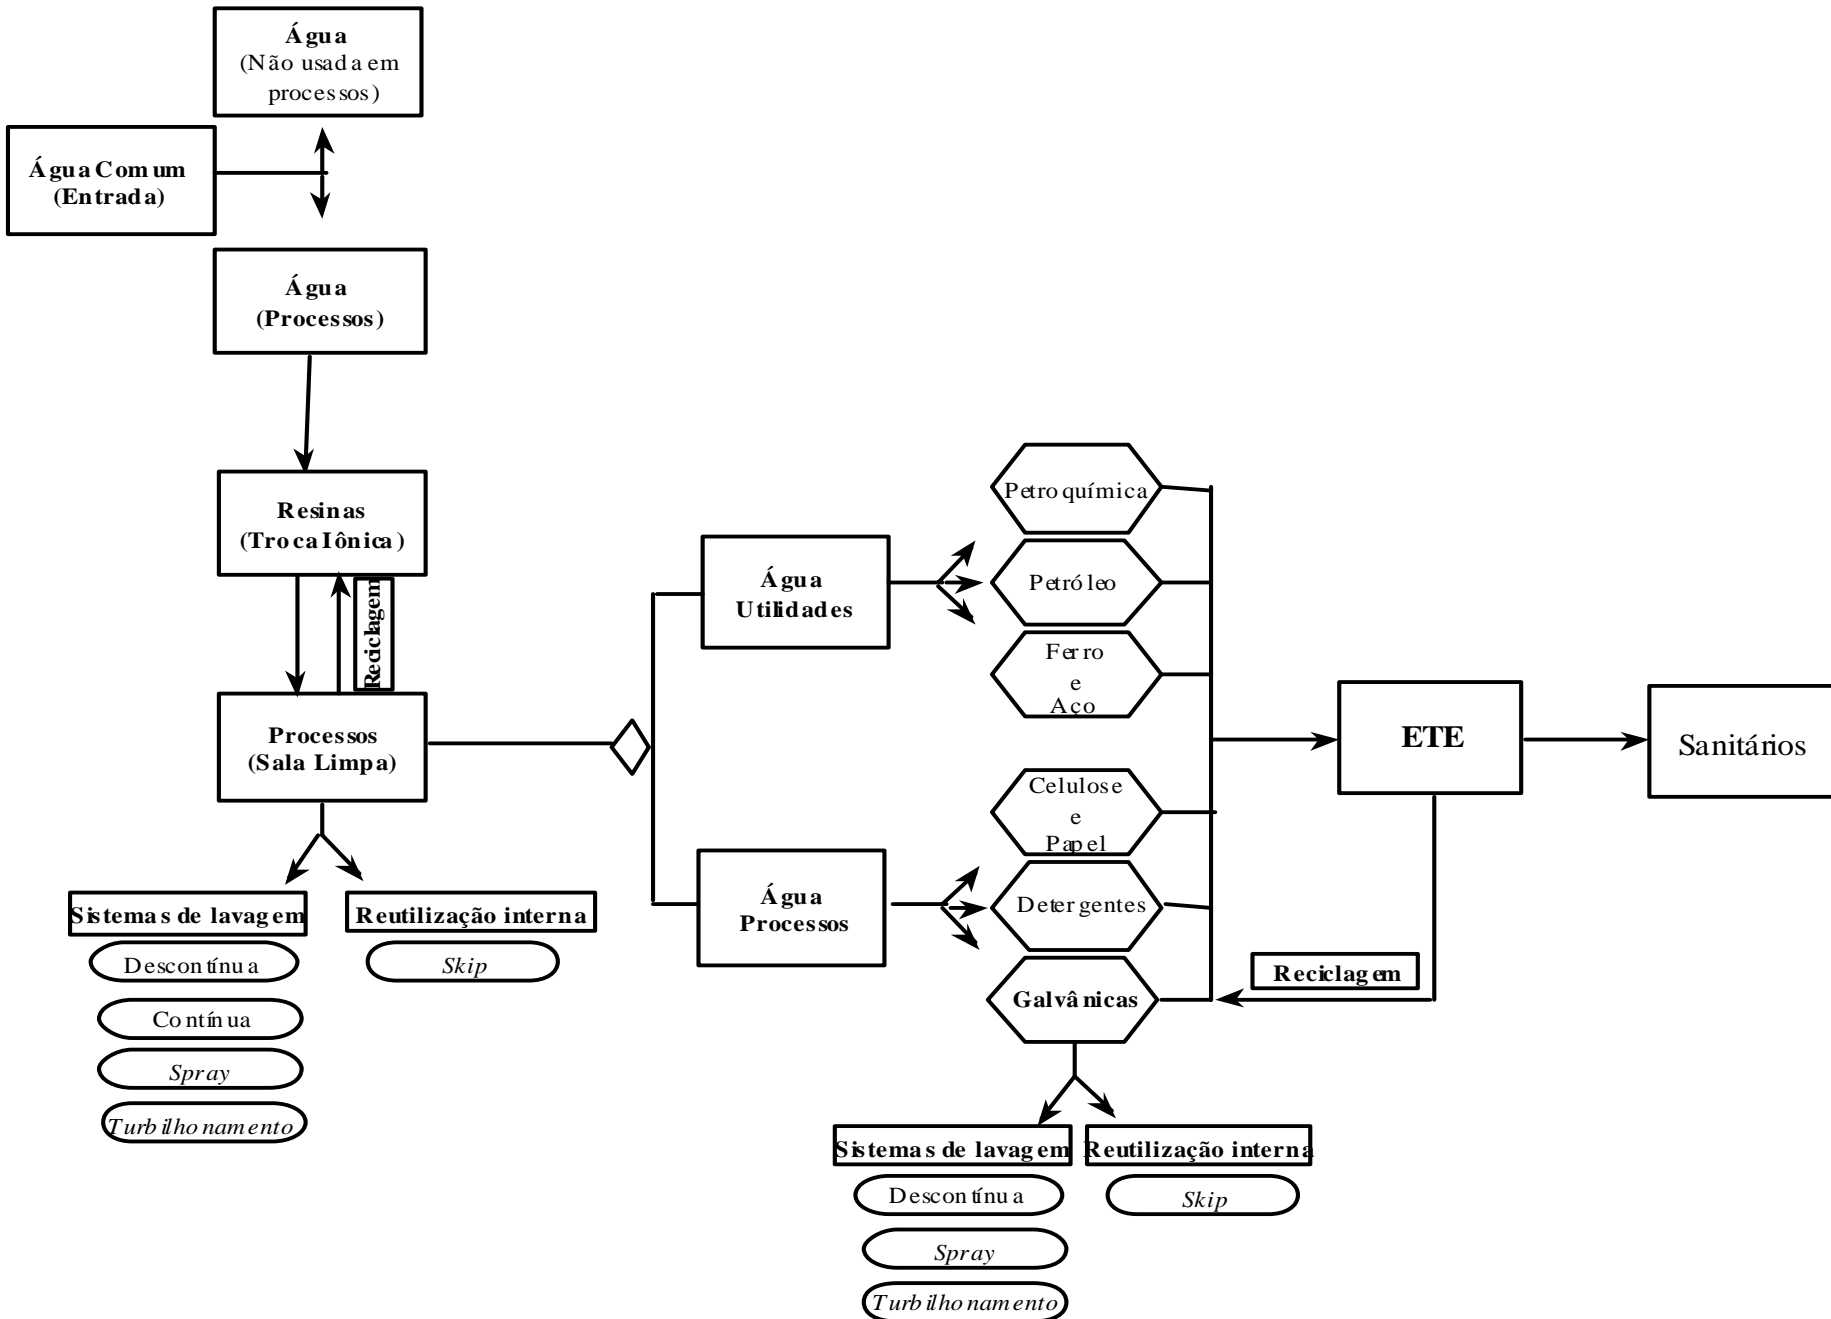 Água
(Não usada em
processos)
Água Comum
(Entrada)
Água
(Processos)
Resinas
(Troca Iônica)
Reciclagem
Processos
(Sala Limpa)
Sistemas de lavagem
Descontínua
Contínua
Spray
Turbilhonamento
Reutilização interna
Skip
Água
Utilidades
Petroquímica
Petróleo
Ferro
e
Aço
Água
Processos
Celulose
e
Papel
Detergentes
Galvânicas
Sistemas de lavagem
Descontínua
Spray
Turbilhonamento
Reutilização interna
Skip
ETE
Reciclagem
Sanitários